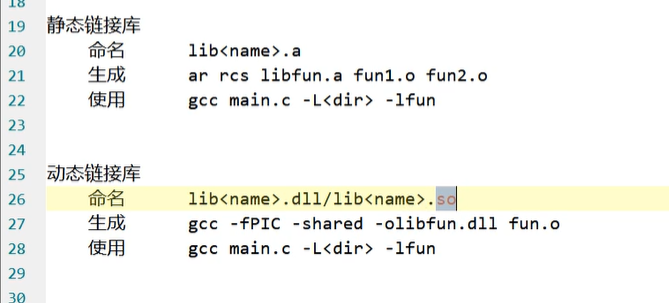 18
19 静态链接库
20 命名 lib<name>.a
21 生成 ar rcs libfun.a fun1.o fun2.o
22 使用 gcc main.c -L<dir> -lfun
23
24
25 动态链接库
26 命名 lib<name>.dll/lib<name>.so
27 生成 gcc -fPIC -shared -olibfun.dll fun.o
28 使用 gcc main.c -L<dir> -lfun
29
30